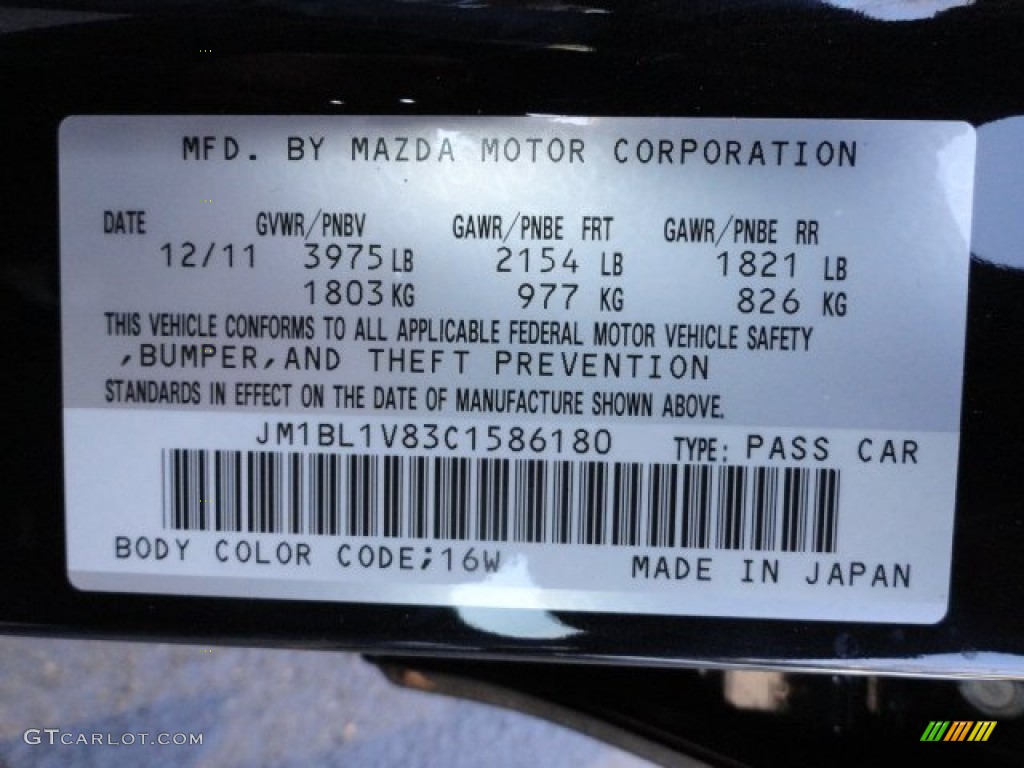 MFD. BY MAZDA MOTOR CORPORATION
DATE GVWR/PNBV GAWR/PNBE FRT GAWR/PNBE RR
12/11 3975 LB 2154 LB 1821 LB
1803 KG 977 KG 826 KG
THIS VEHICLE CONFORMS TO ALL APPLICABLE FEDERAL MOTOR VEHICLE SAFETY
,BUMPER,AND THEFT PREVENTION
STANDARDS IN EFFECT ON THE DATE OF MANUFACTURE SHOWN ABOVE.
JM1BL1V83C1586180 TYPE: PASS CAR
BODY COLOR CODE;16W MADE IN JAPAN
GTCARLOT.COM